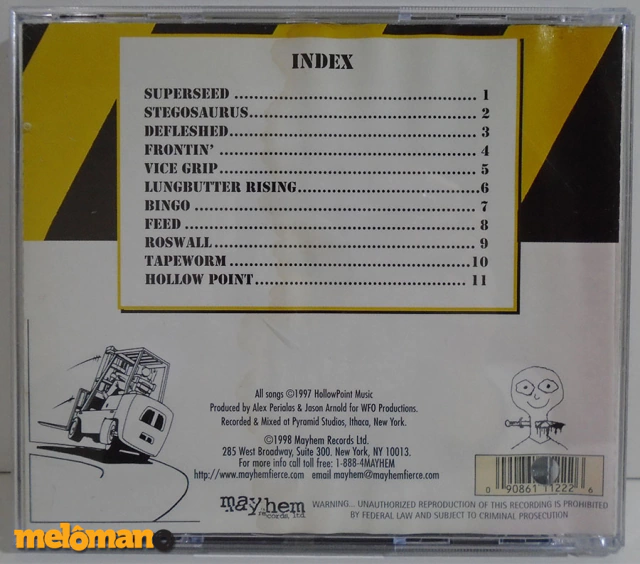 INDEX
SUPERSEED 1
STEGOSAURUS 2
DEFLESHED 3
FRONTIN' 4
VICE GRIP 5
LUNGBUTTER RISING 6
BINGO 7
FEED 8
ROSWALL 9
TAPEWORM 10
HOLLOW POINT 11
All songs ©1997 HollowPoint Music
Produced by Alex Perialas & Jason Arnold for WFO Productions.
Recorded & Mixed at Pyramid Studios, Ithaca, New York.
©1998 Mayhem Records Ltd.
285 West Broadway, Suite 300. New York, NY 10013.
For more info call toll free: 1-888-4MAYHEM
http://www.mayhemfierce.com email mayhem@mayhemfierce.com
0 90861 11222 6
mayhem
records, ltd.
WARNING... UNAUTHORIZED REPRODUCTION OF THIS RECORDING IS PROHIBITED
BY FEDERAL LAW AND SUBJECT TO CRIMINAL PROSECUTION
meloman